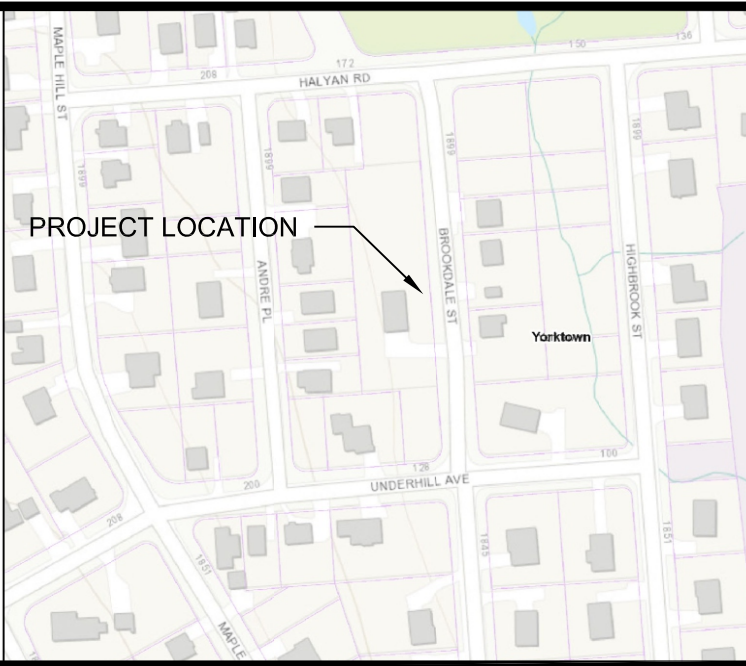 MAPLE HILL ST
208
172
HALYAN RD
150
136
1899
1899
1899
1899
PROJECT LOCATION
ANDRE PL
BROOKDALE ST
HIGHBROOK ST
Yorktown
200
128
UNDERHILL AVE
100
208
1851
1845
1851
MAPLE